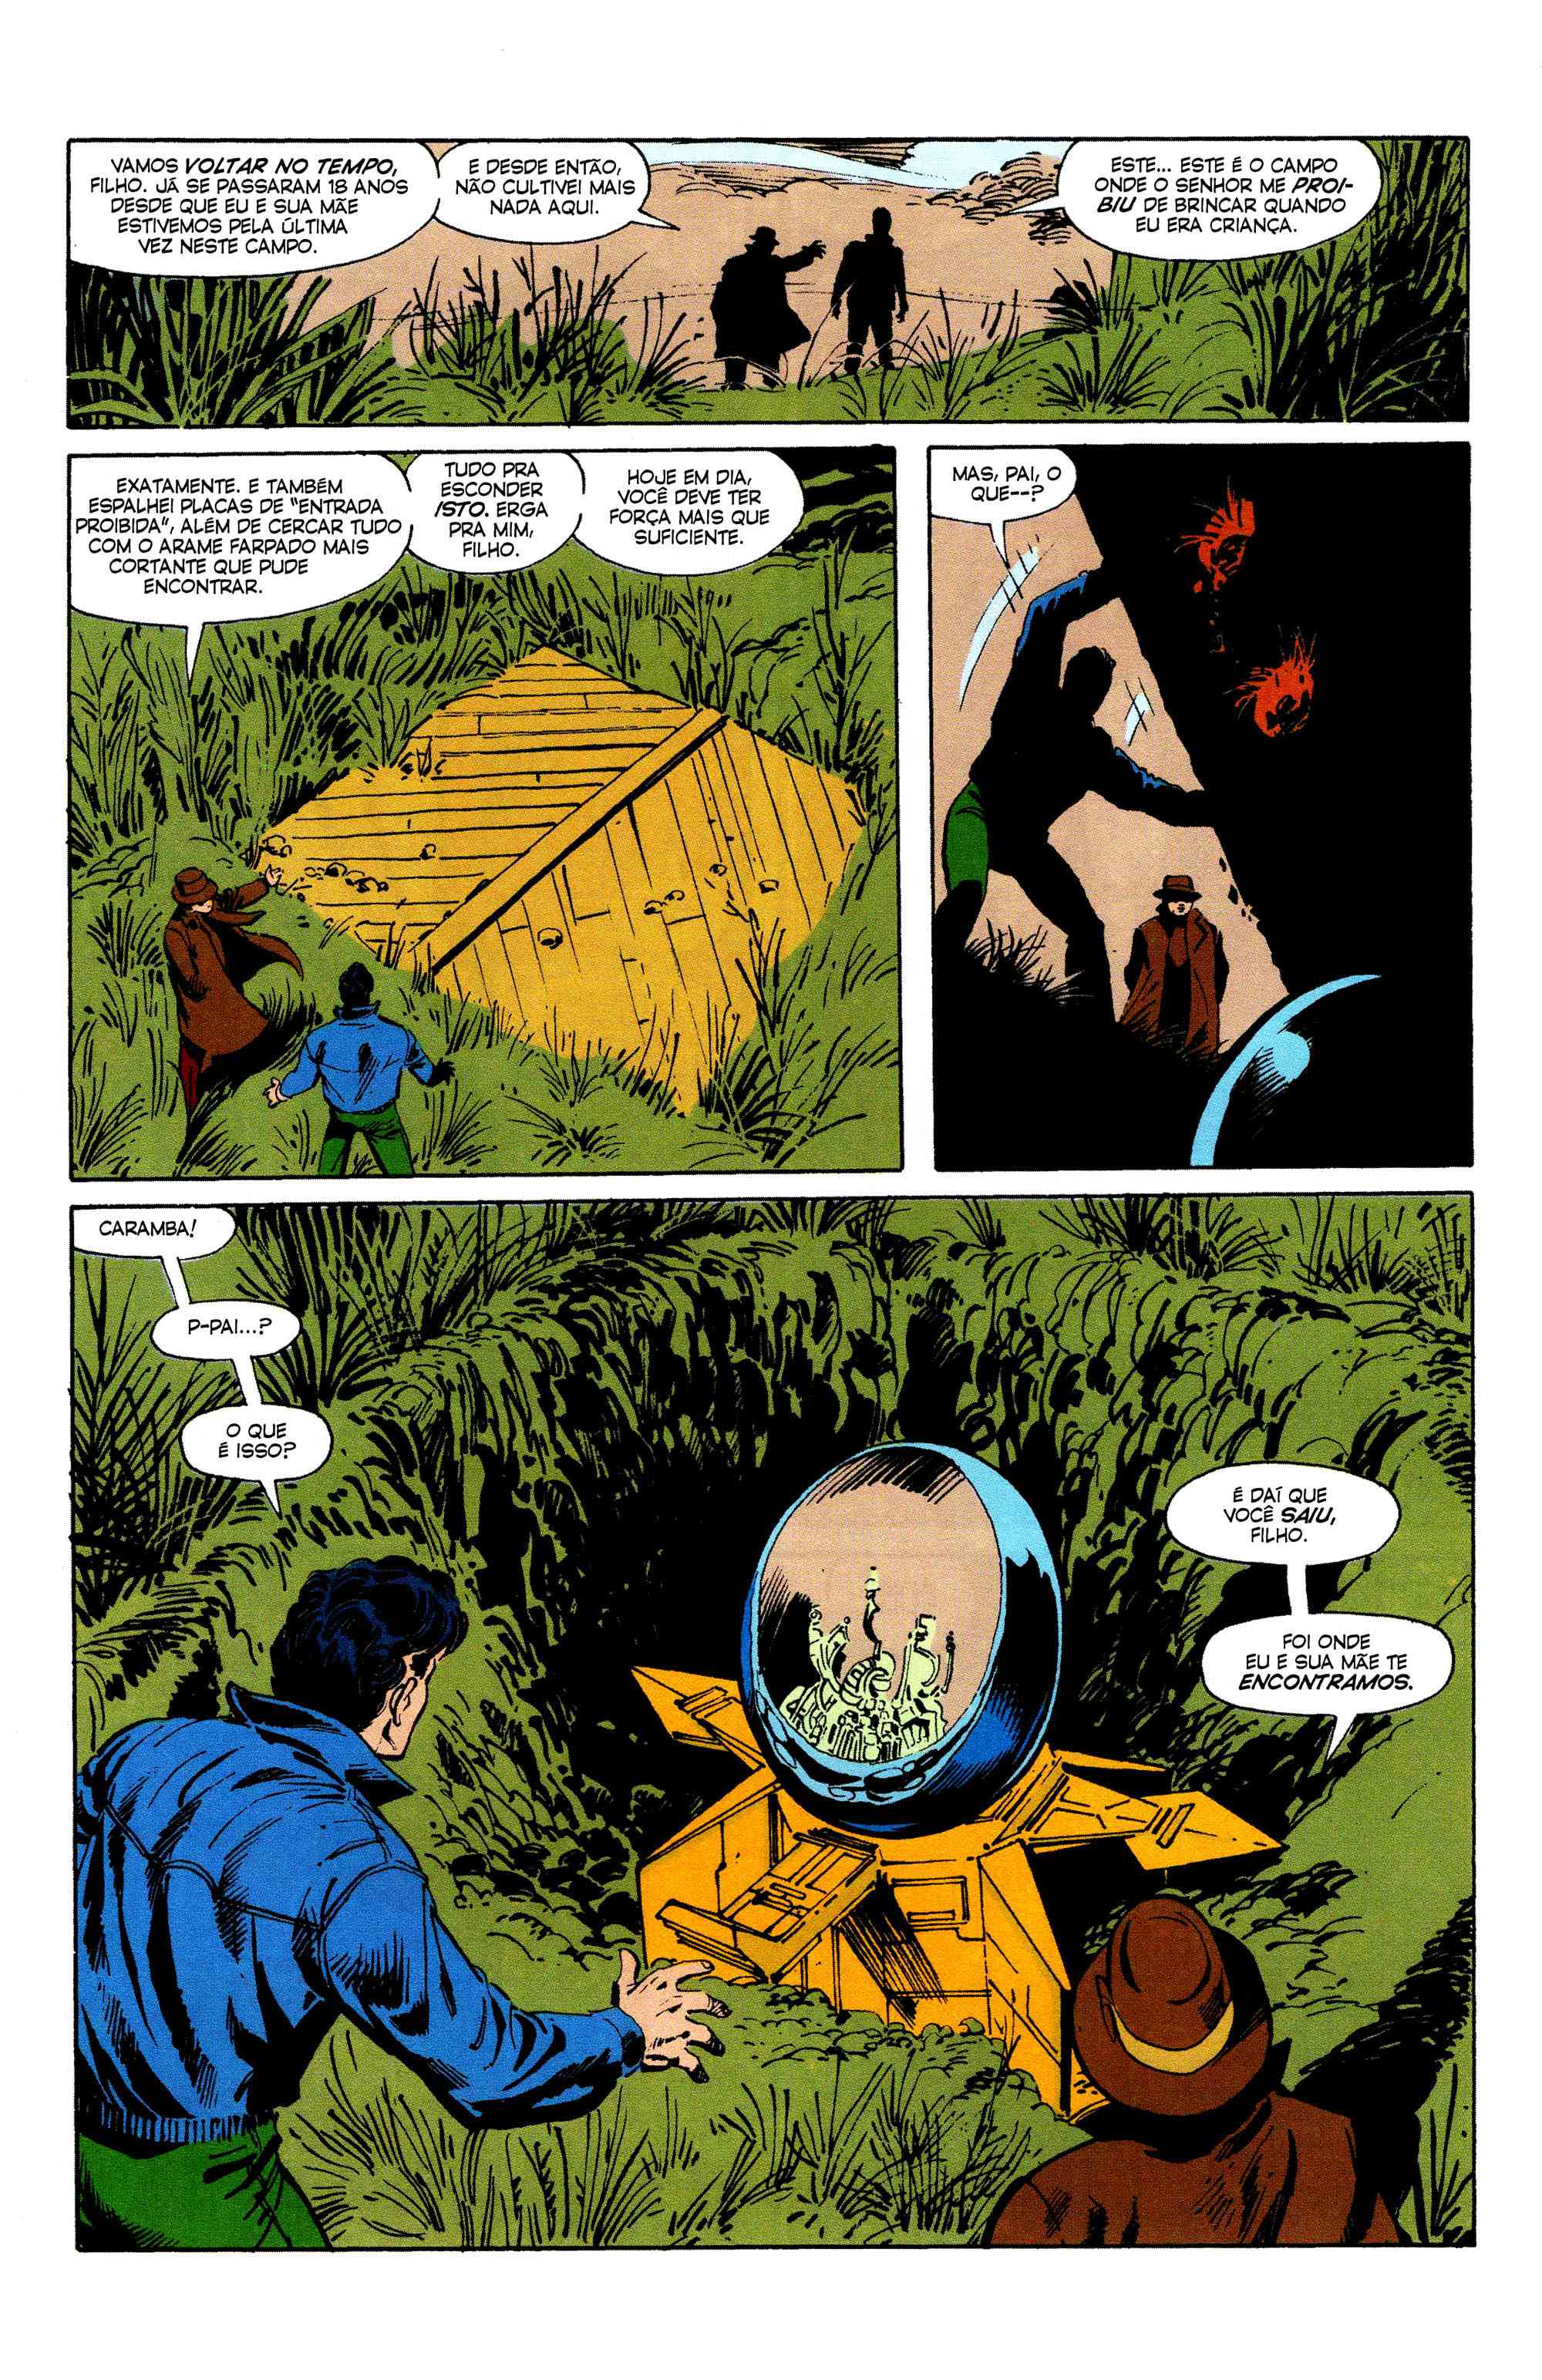 VAMOS VOLTAR NO TEMPO,
FILHO. JÁ SE PASSARAM 18 ANOS
DESDE QUE EU E SUA MÃE
ESTIVEMOS PELA ÚLTIMA
VEZ NESTE CAMPO.
E DESDE ENTÃO,
NÃO CULTIVEI MAIS
NADA AQUI.
ESTE... ESTE É O CAMPO
ONDE O SENHOR ME PROI-
BIU DE BRINCAR QUANDO
EU ERA CRIANÇA.
EXATAMENTE. E TAMBÉM
ESPALHEI PLACAS DE "ENTRADA
PROIBIDA", ALÉM DE CERCAR TUDO
COM O ARAME FARPADO MAIS
CORTANTE QUE PUDE
ENCONTRAR.
TUDO PRA
ESCONDER
ISTO. ERGA
PRA MIM,
FILHO.
HOJE EM DIA,
VOCÊ DEVE TER
FORÇA MAIS QUE
SUFICIENTE.
MAS, PAI, O
QUE--?
CARAMBA!
P-PAI...?
O QUE
É ISSO?
É DAÍ QUE
VOCÊ SAIU,
FILHO.
FOI ONDE
EU E SUA MÃE TE
ENCONTRAMOS.